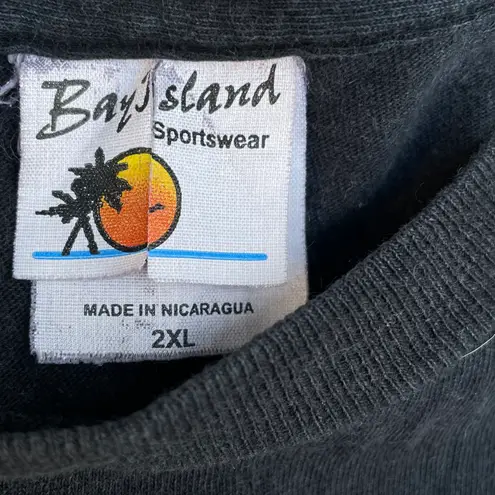 Bay Island
Sportswear
MADE IN NICARAGUA
2XL